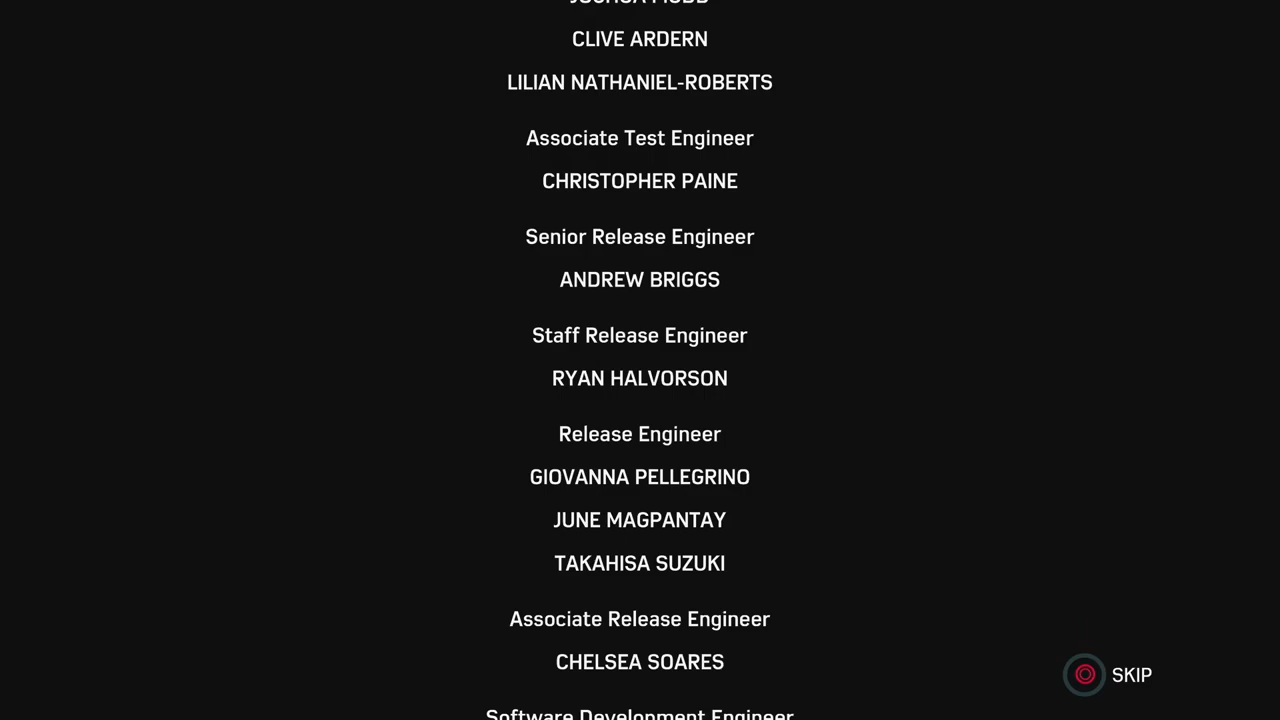 CLIVE ARDERN
LILIAN NATHANIEL-ROBERTS
Associate Test Engineer
CHRISTOPHER PAINE
Senior Release Engineer
ANDREW BRIGGS
Staff Release Engineer
RYAN HALVORSON
Release Engineer
GIOVANNA PELLEGRINO
JUNE MAGPANTAY
TAKAHISA SUZUKI
Associate Release Engineer
CHELSEA SOARES
SKIP
Software Development Engineer